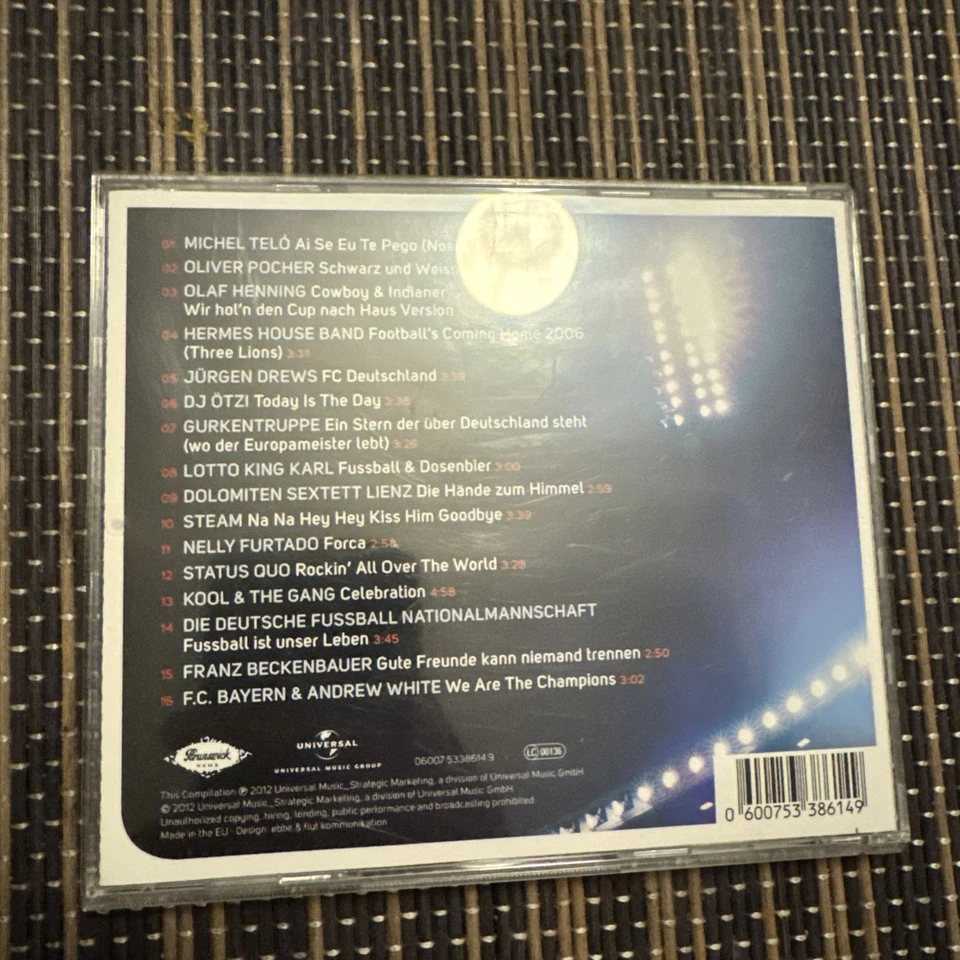 01 MICHEL TELÓ Ai Se Eu Te Pego
02 OLIVER POCHER Schwarz und Weiss
03 OLAF HENNING Cowboy & Indianer
Wir hol'n den Cup nach Haus Version
04 HERMES HOUSE BAND Football's Coming Home 2006
(Three Lions) 3:31
05 JÜRGEN DREWS FC Deutschland
06 DJ ÖTZI Today Is The Day
07 GURKENTRUPPE Ein Stern der über Deutschland steht
(wo der Europameister lebt) 3:26
08 LOTTO KING KARL Fussball & Dosenbier 3:00
09 DOLOMITEN SEXTETT LIENZ Die Hände zum Himmel 2:59
10 STEAM Na Na Hey Hey Kiss Him Goodbye
11 NELLY FURTADO Forca 2:58
12 STATUS QUO Rockin' All Over The World 3:28
13 KOOL & THE GANG Celebration 4:58
14 DIE DEUTSCHE FUSSBALL NATIONALMANNSCHAFT
Fussball ist unser Leben 3:45
15 FRANZ BECKENBAUER Gute Freunde kann niemand trennen 2:50
16 F.C. BAYERN & ANDREW WHITE We Are The Champions 3:02
Brunswick
NEWS
UNIVERSAL
UNIVERSAL MUSIC GROUP
06007 5338614 9
LC 00136
This Compilation ℗ 2012 Universal Music_Strategic Marketing, a division of Universal Music GmbH
© 2012 Universal Music_Strategic Marketing, a division of Universal Music GmbH
Unauthorized copying, hiring, lending, public performance and broadcasting prohibited.
Made in the EU · Design: ebbe & flut kommunikation
0 600753 386149